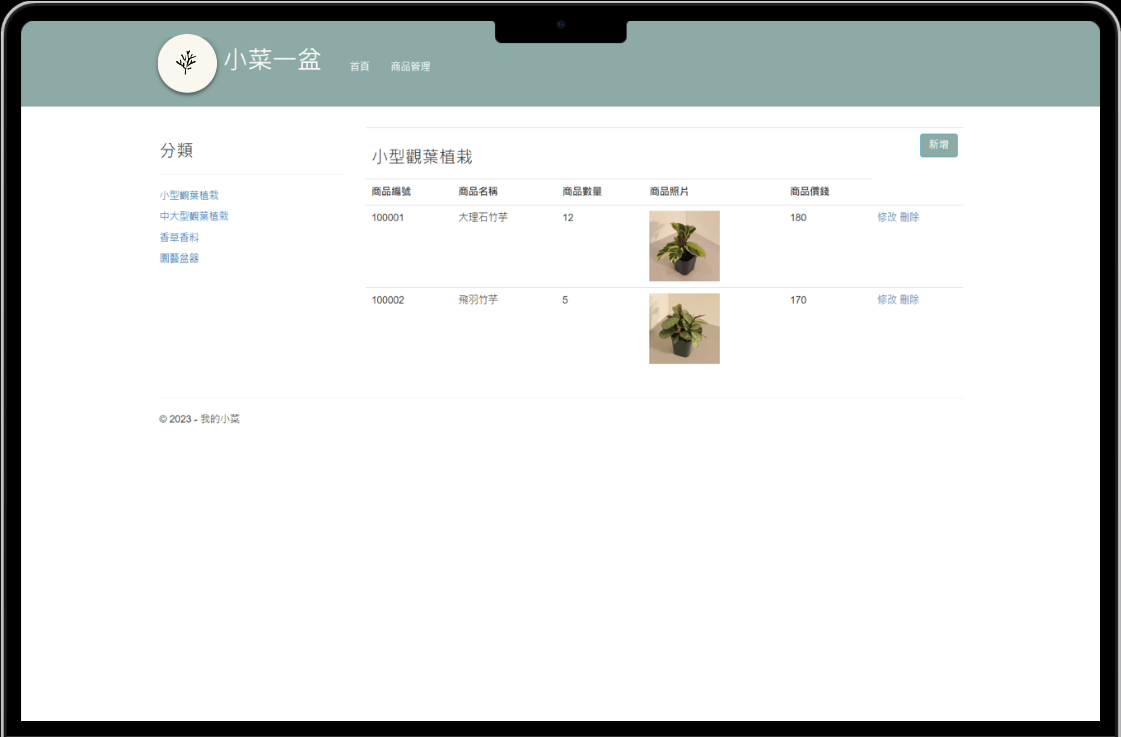 小菜一盆
首頁 商品管理
分類
小型觀葉植栽
中大型觀葉植栽
香草香料
園藝盆器
新增
小型觀葉植栽
商品編號 商品名稱 商品數量 商品照片 商品價錢
100001 大理石竹芋 12 180 修改 刪除
100002 飛羽竹芋 5 170 修改 刪除
© 2023 - 我的小菜